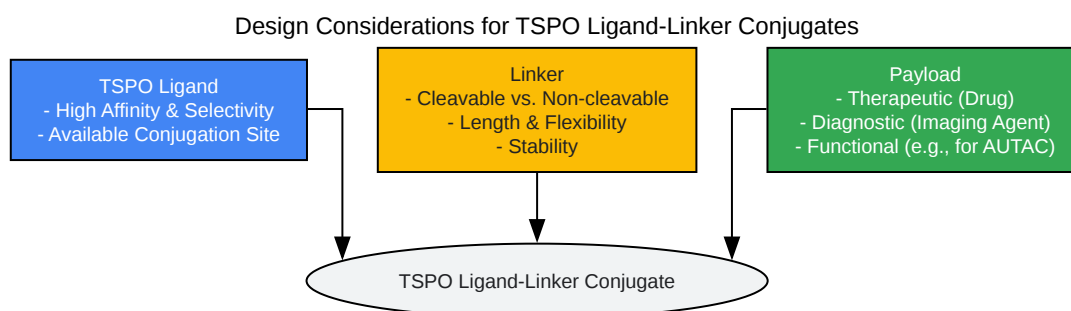 Design Considerations for TSPO Ligand-Linker Conjugates
TSPO Ligand
- High Affinity & Selectivity
- Available Conjugation Site
Linker
- Cleavable vs. Non-cleavable
- Length & Flexibility
- Stability
Payload
- Therapeutic (Drug)
- Diagnostic (Imaging Agent)
- Functional (e.g., for AUTAC)
TSPO Ligand-Linker Conjugate